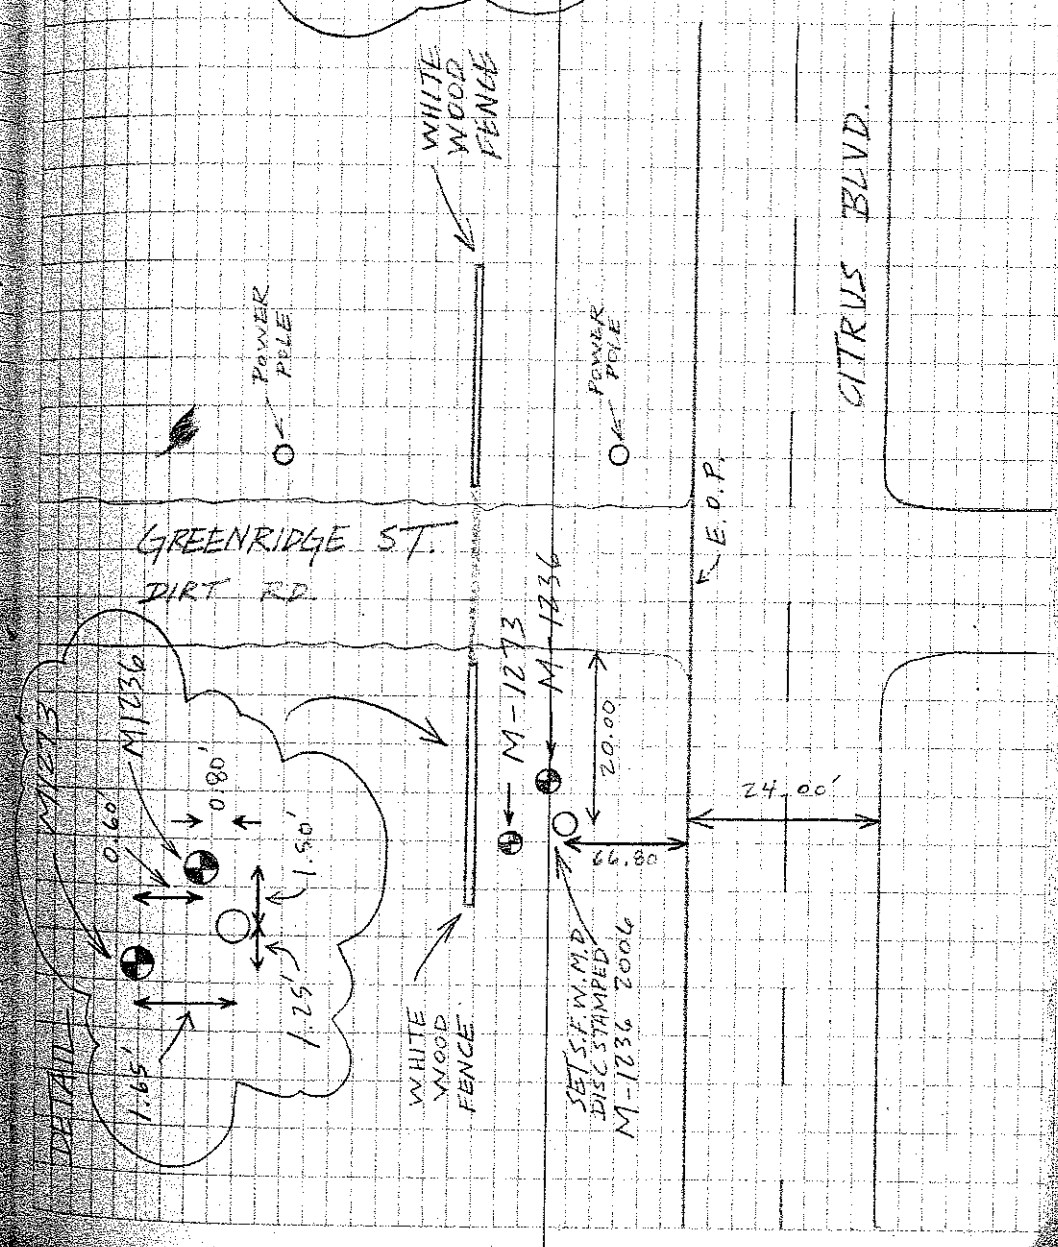 WHITE
WOOD
FENCE
CITRUS BLVD.
POWER
POLE
POWER
POLE
GREENRIDGE ST.
DIRT RD.
E.O.P.
M-1273
M-1236
20.00
24.00'
66.80
SET S.F.W.M.D.
DISC STAMPED
M-1236 2006
WHITE
WOOD
FENCE.
DETAIL
M1273
M1236
0.60'
0.80'
1.25'
1.65'